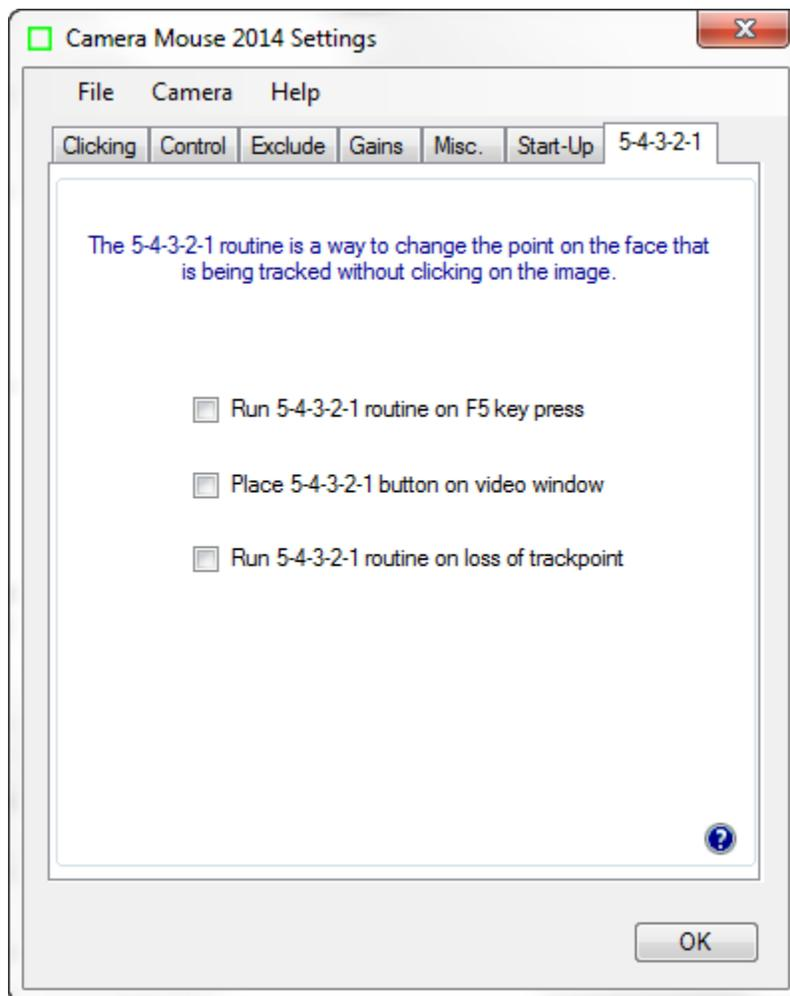 Camera Mouse 2014 Settings
X
File Camera Help
Clicking Control Exclude Gains Misc. Start-Up 5-4-3-2-1
The 5-4-3-2-1 routine is a way to change the point on the face that
is being tracked without clicking on the image.
Run 5-4-3-2-1 routine on F5 key press
Place 5-4-3-2-1 button on video window
Run 5-4-3-2-1 routine on loss of trackpoint
?
OK